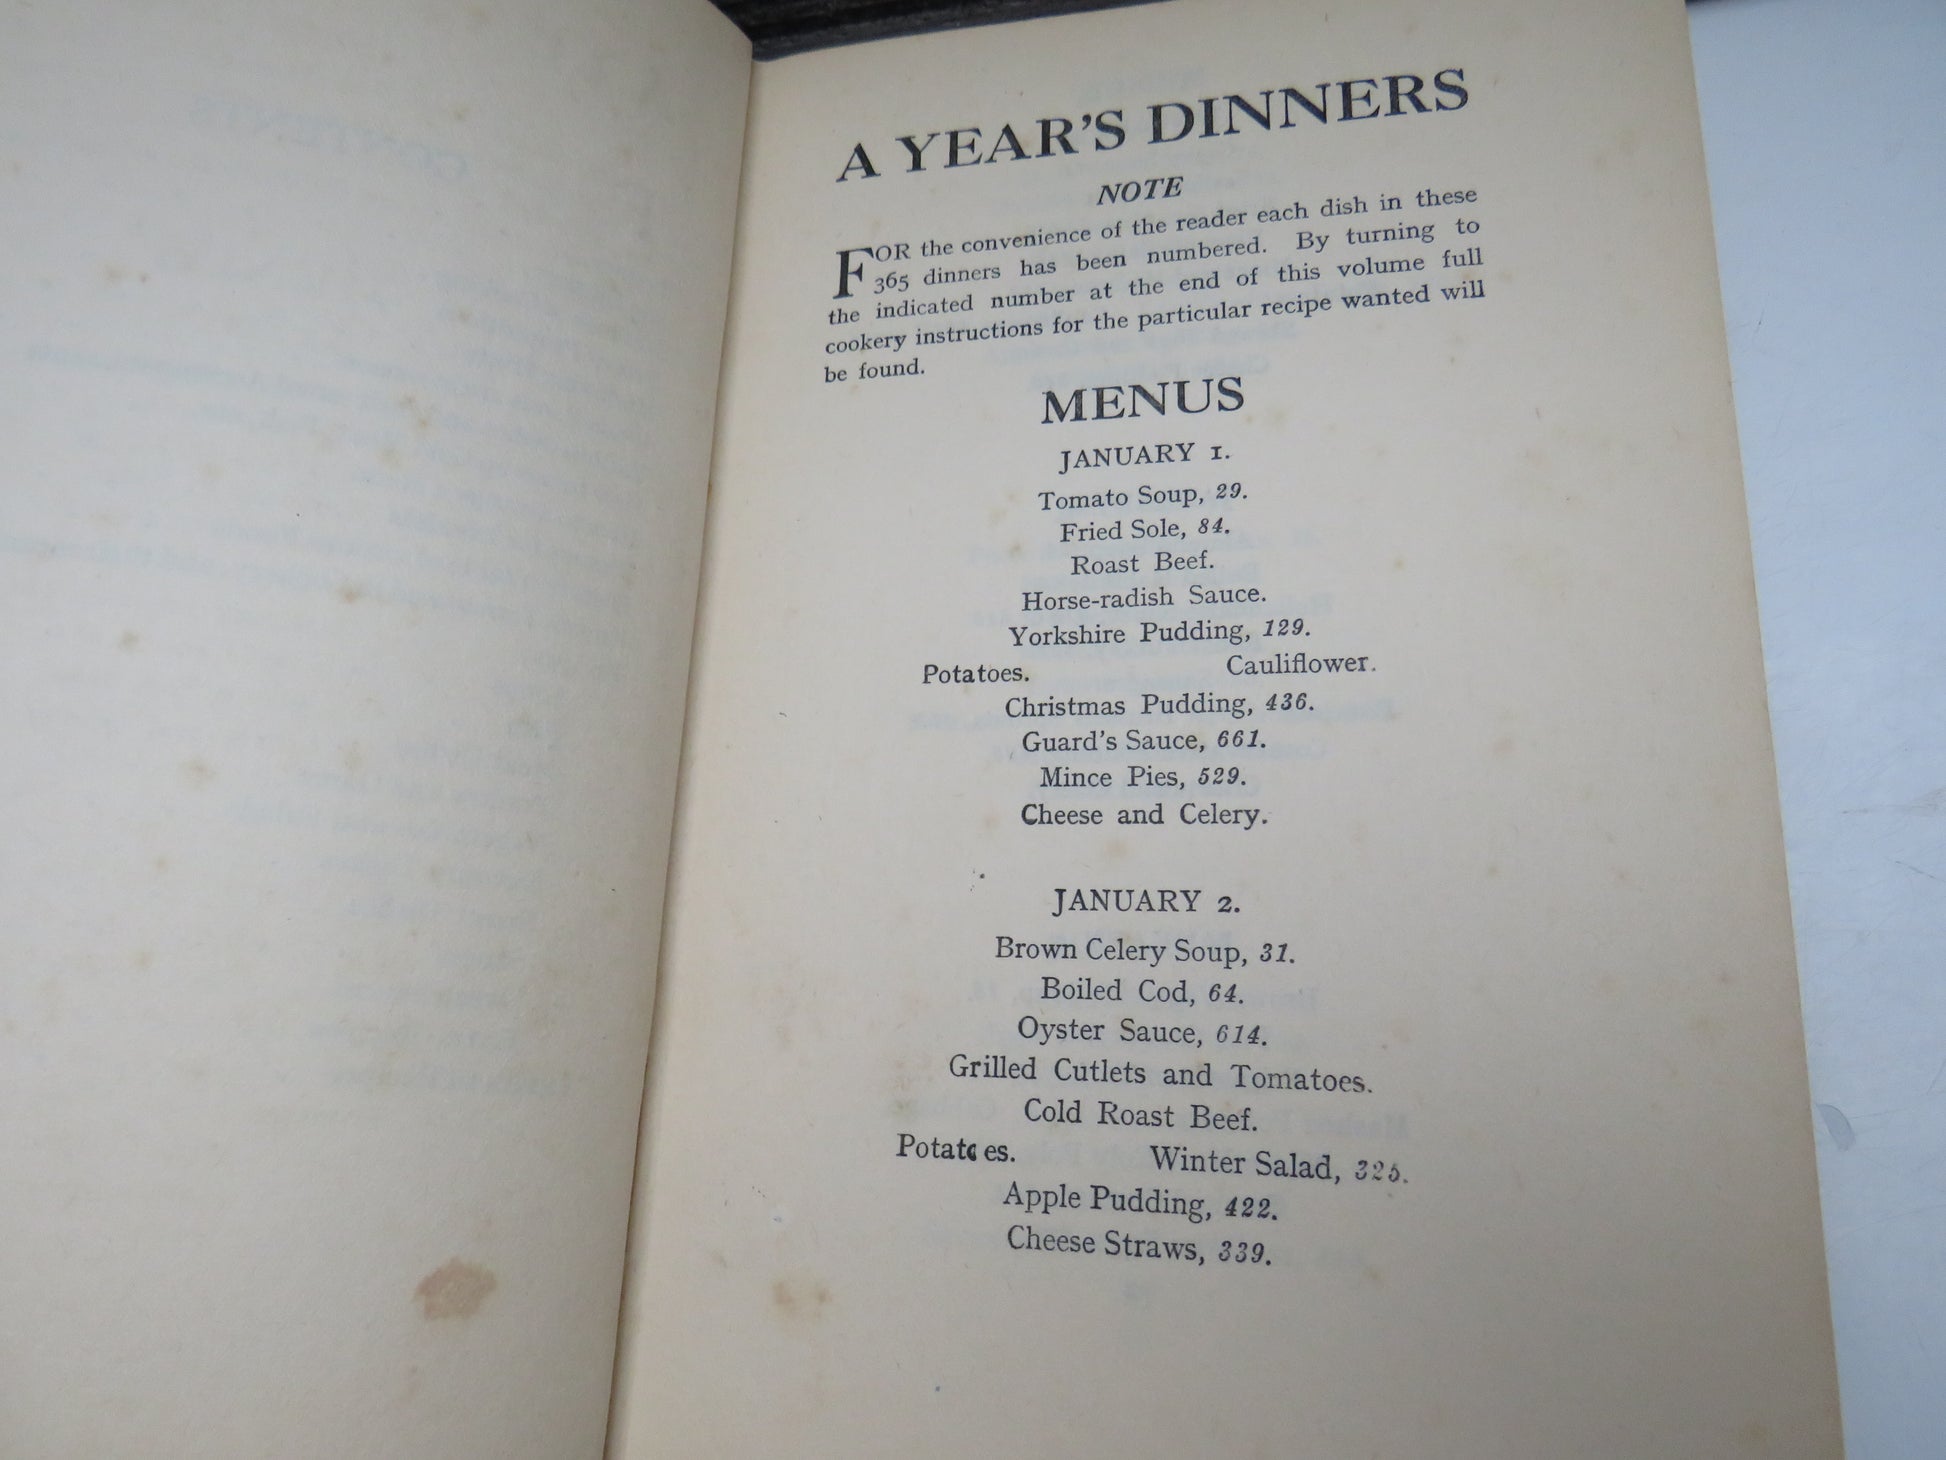 CONTENTS
A YEAR'S DINNERS
NOTE
FOR the convenience of the reader each dish in these
365 dinners has been numbered. By turning to
the indicated number at the end of this volume full
cookery instructions for the particular recipe wanted will
be found.
MENUS
JANUARY 1.
Tomato Soup, 29.
Fried Sole, 84.
Roast Beef.
Horse-radish Sauce.
Yorkshire Pudding, 129.
Potatoes. Cauliflower.
Christmas Pudding, 436.
Guard's Sauce, 661.
Mince Pies, 529.
Cheese and Celery.
JANUARY 2.
Brown Celery Soup, 31.
Boiled Cod, 64.
Oyster Sauce, 614.
Grilled Cutlets and Tomatoes.
Cold Roast Beef.
Potatoes. Winter Salad, 325.
Apple Pudding, 422.
Cheese Straws, 339.